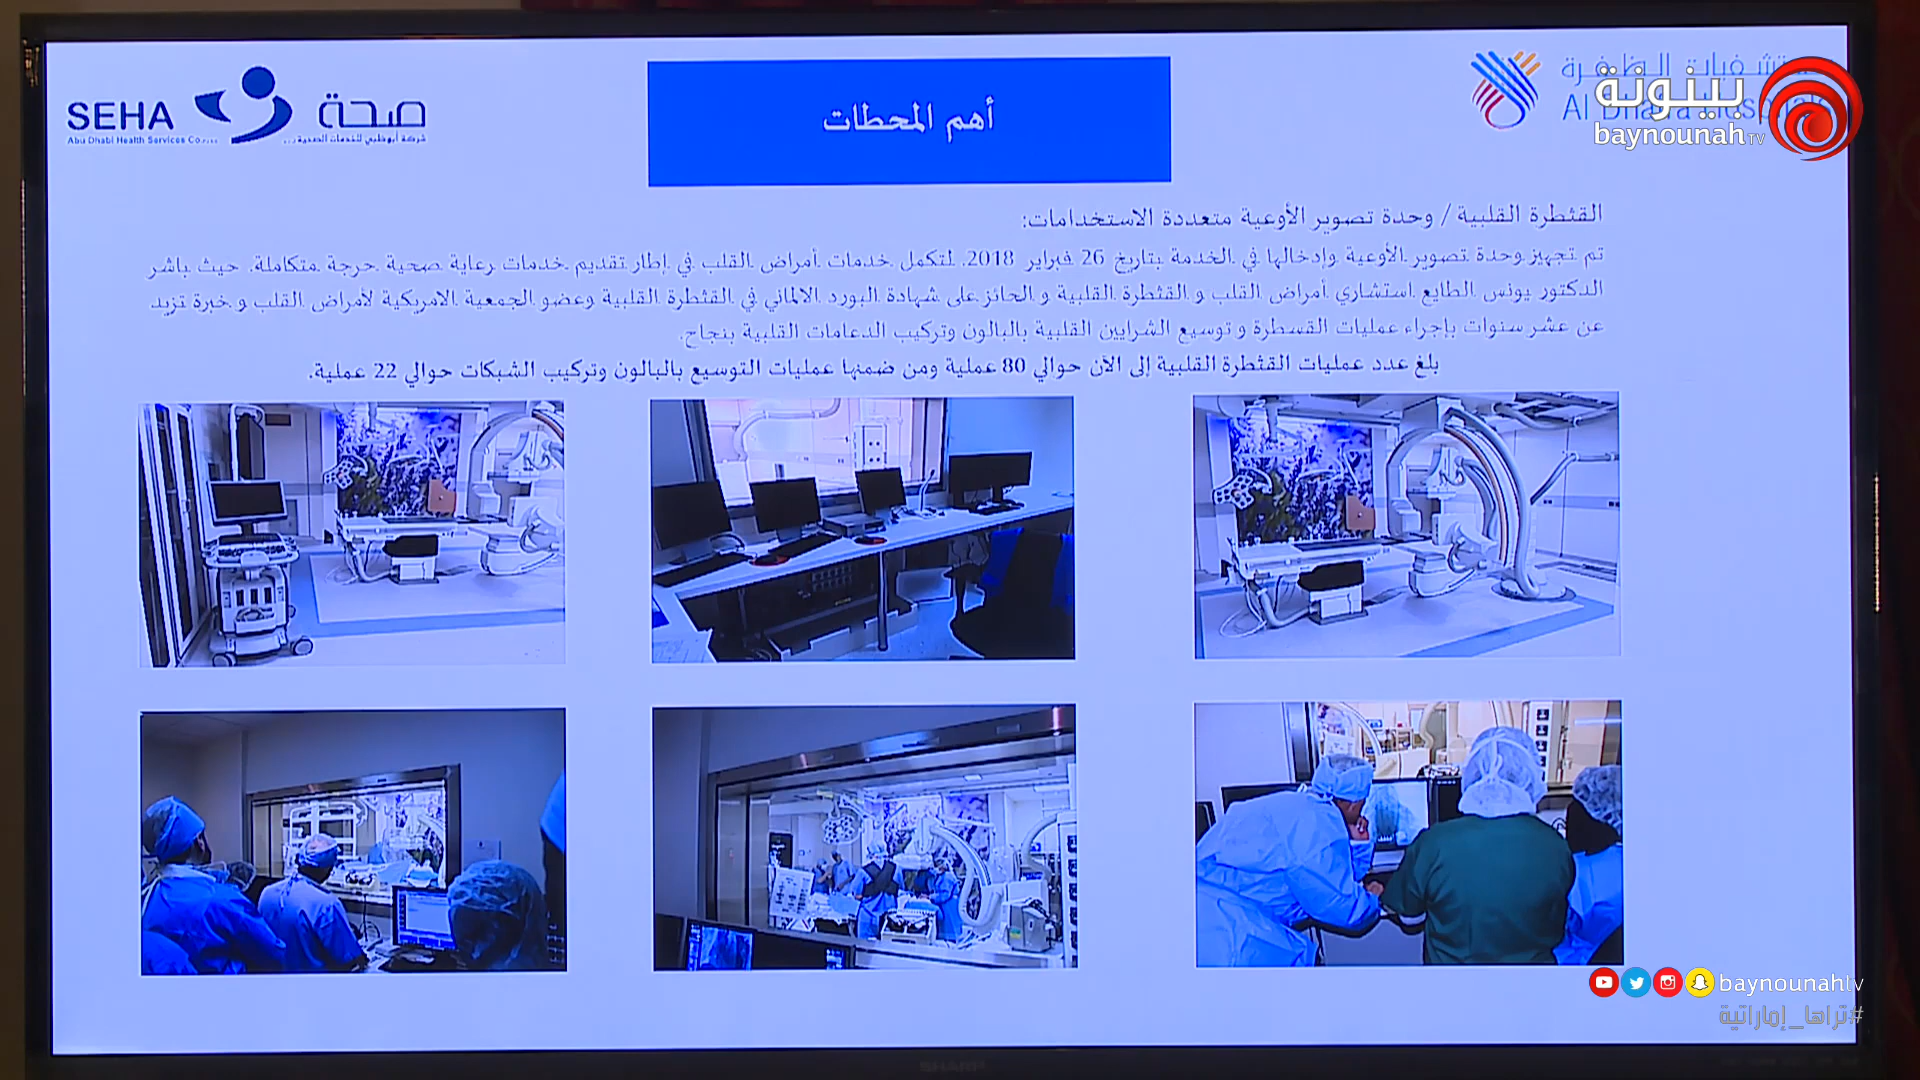 SEHA
صحة
Abu Dhabi Health Services Co....
شركة أبوظبي للخدمات الصحية...
أهم المحطات
Al Dhafra Hospitals
بينونة
baynounah TV
القثطرة القلبية / وحدة تصوير الأوعية متعددة الاستخدامات:
تم تجهيز وحدة تصوير الأوعية وإدخالها في الخدمة بتاريخ 26 فبراير 2018. لتكمل خدمات أمراض القلب في إطار تقديم خدمات رعاية صحية حرجة متكاملة. حيث باشر
الدكتور يونس الطايع استشاري أمراض القلب و القثطرة القلبية و الحائز على شهادة البورد الالماني في القثطرة القلبية وعضو الجمعية الامريكية لأمراض القلب و خبرة تزيد
عن عشر سنوات بإجراء عمليات القسطرة و توسيع الشرايين القلبية بالبالون وتركيب الدعامات القلبية بنجاح.
بلغ عدد عمليات القثطرة القلبية إلى الآن حوالي 80 عملية ومن ضمنها عمليات التوسيع بالبالون وتركيب الشبكات حوالي 22 عملية.
baynounahtv
#تراها_إماراتية
SHARP